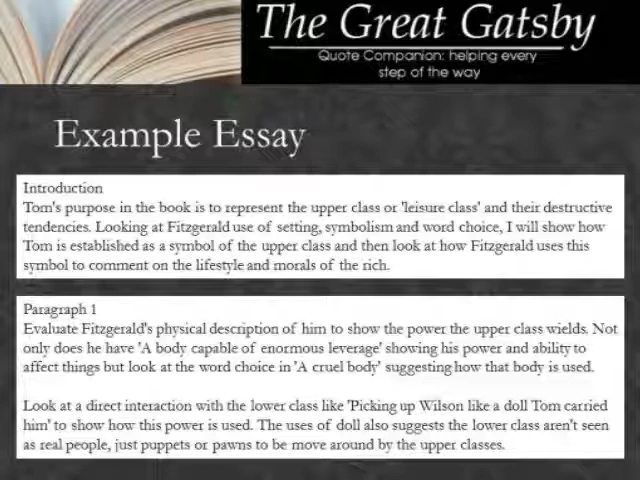 The Great Gatsby
Quote Companion: helping every
step of the way
Example Essay
Introduction
Tom's purpose in the book is to represent the upper class or 'leisure class' and their destructive
tendencies. Looking at Fitzgerald use of setting, symbolism and word choice, I will show how
Tom is established as a symbol of the upper class and then look at how Fitzgerald uses this
symbol to comment on the lifestyle and morals of the rich.
Paragraph 1
Evaluate Fitzgerald's physical description of him to show the power the upper class wields. Not
only does he have 'A body capable of enormous leverage' showing his power and ability to
affect things but look at the word choice in 'A cruel body' suggesting how that body is used.
Look at a direct interaction with the lower class like 'Picking up Wilson like a doll Tom carried
him' to show how this power is used. The uses of doll also suggests the lower class aren't seen
as real people, just puppets or pawns to be move around by the upper classes.